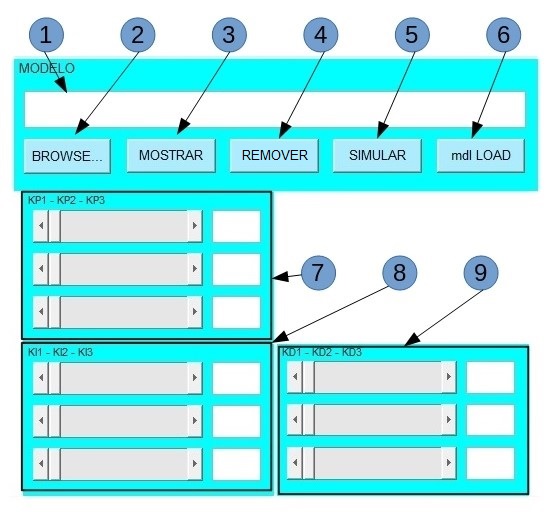 1 2 3 4 5 6
MODELO
BROWSE... MOSTRAR REMOVER SIMULAR mdl LOAD
KP1 - KP2 - KP3
7 8 9
KI1 - KI2 - KI3 KD1 - KD2 - KD3